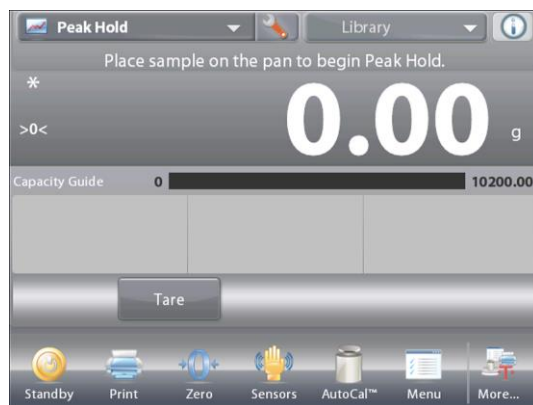 Peak Hold Library
Place sample on the pan to begin Peak Hold.
*
>0< 0.00 g
Capacity Guide 0 10200.00
Tare
Standby Print Zero Sensors AutoCal™ Menu More...